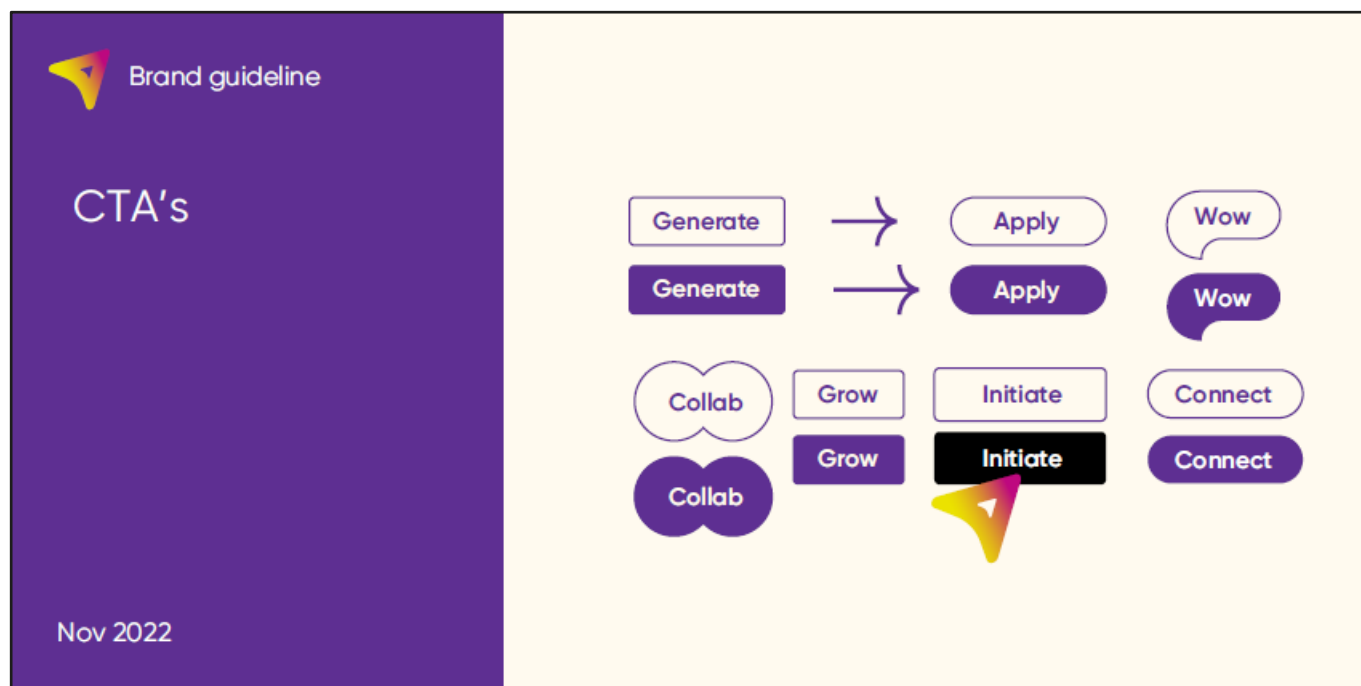 Brand guideline
CTA's
Nov 2022
Generate
Apply
Wow
Generate
Apply
Wow
Collab
Grow
Initiate
Connect
Grow
Initiate
Connect
Collab